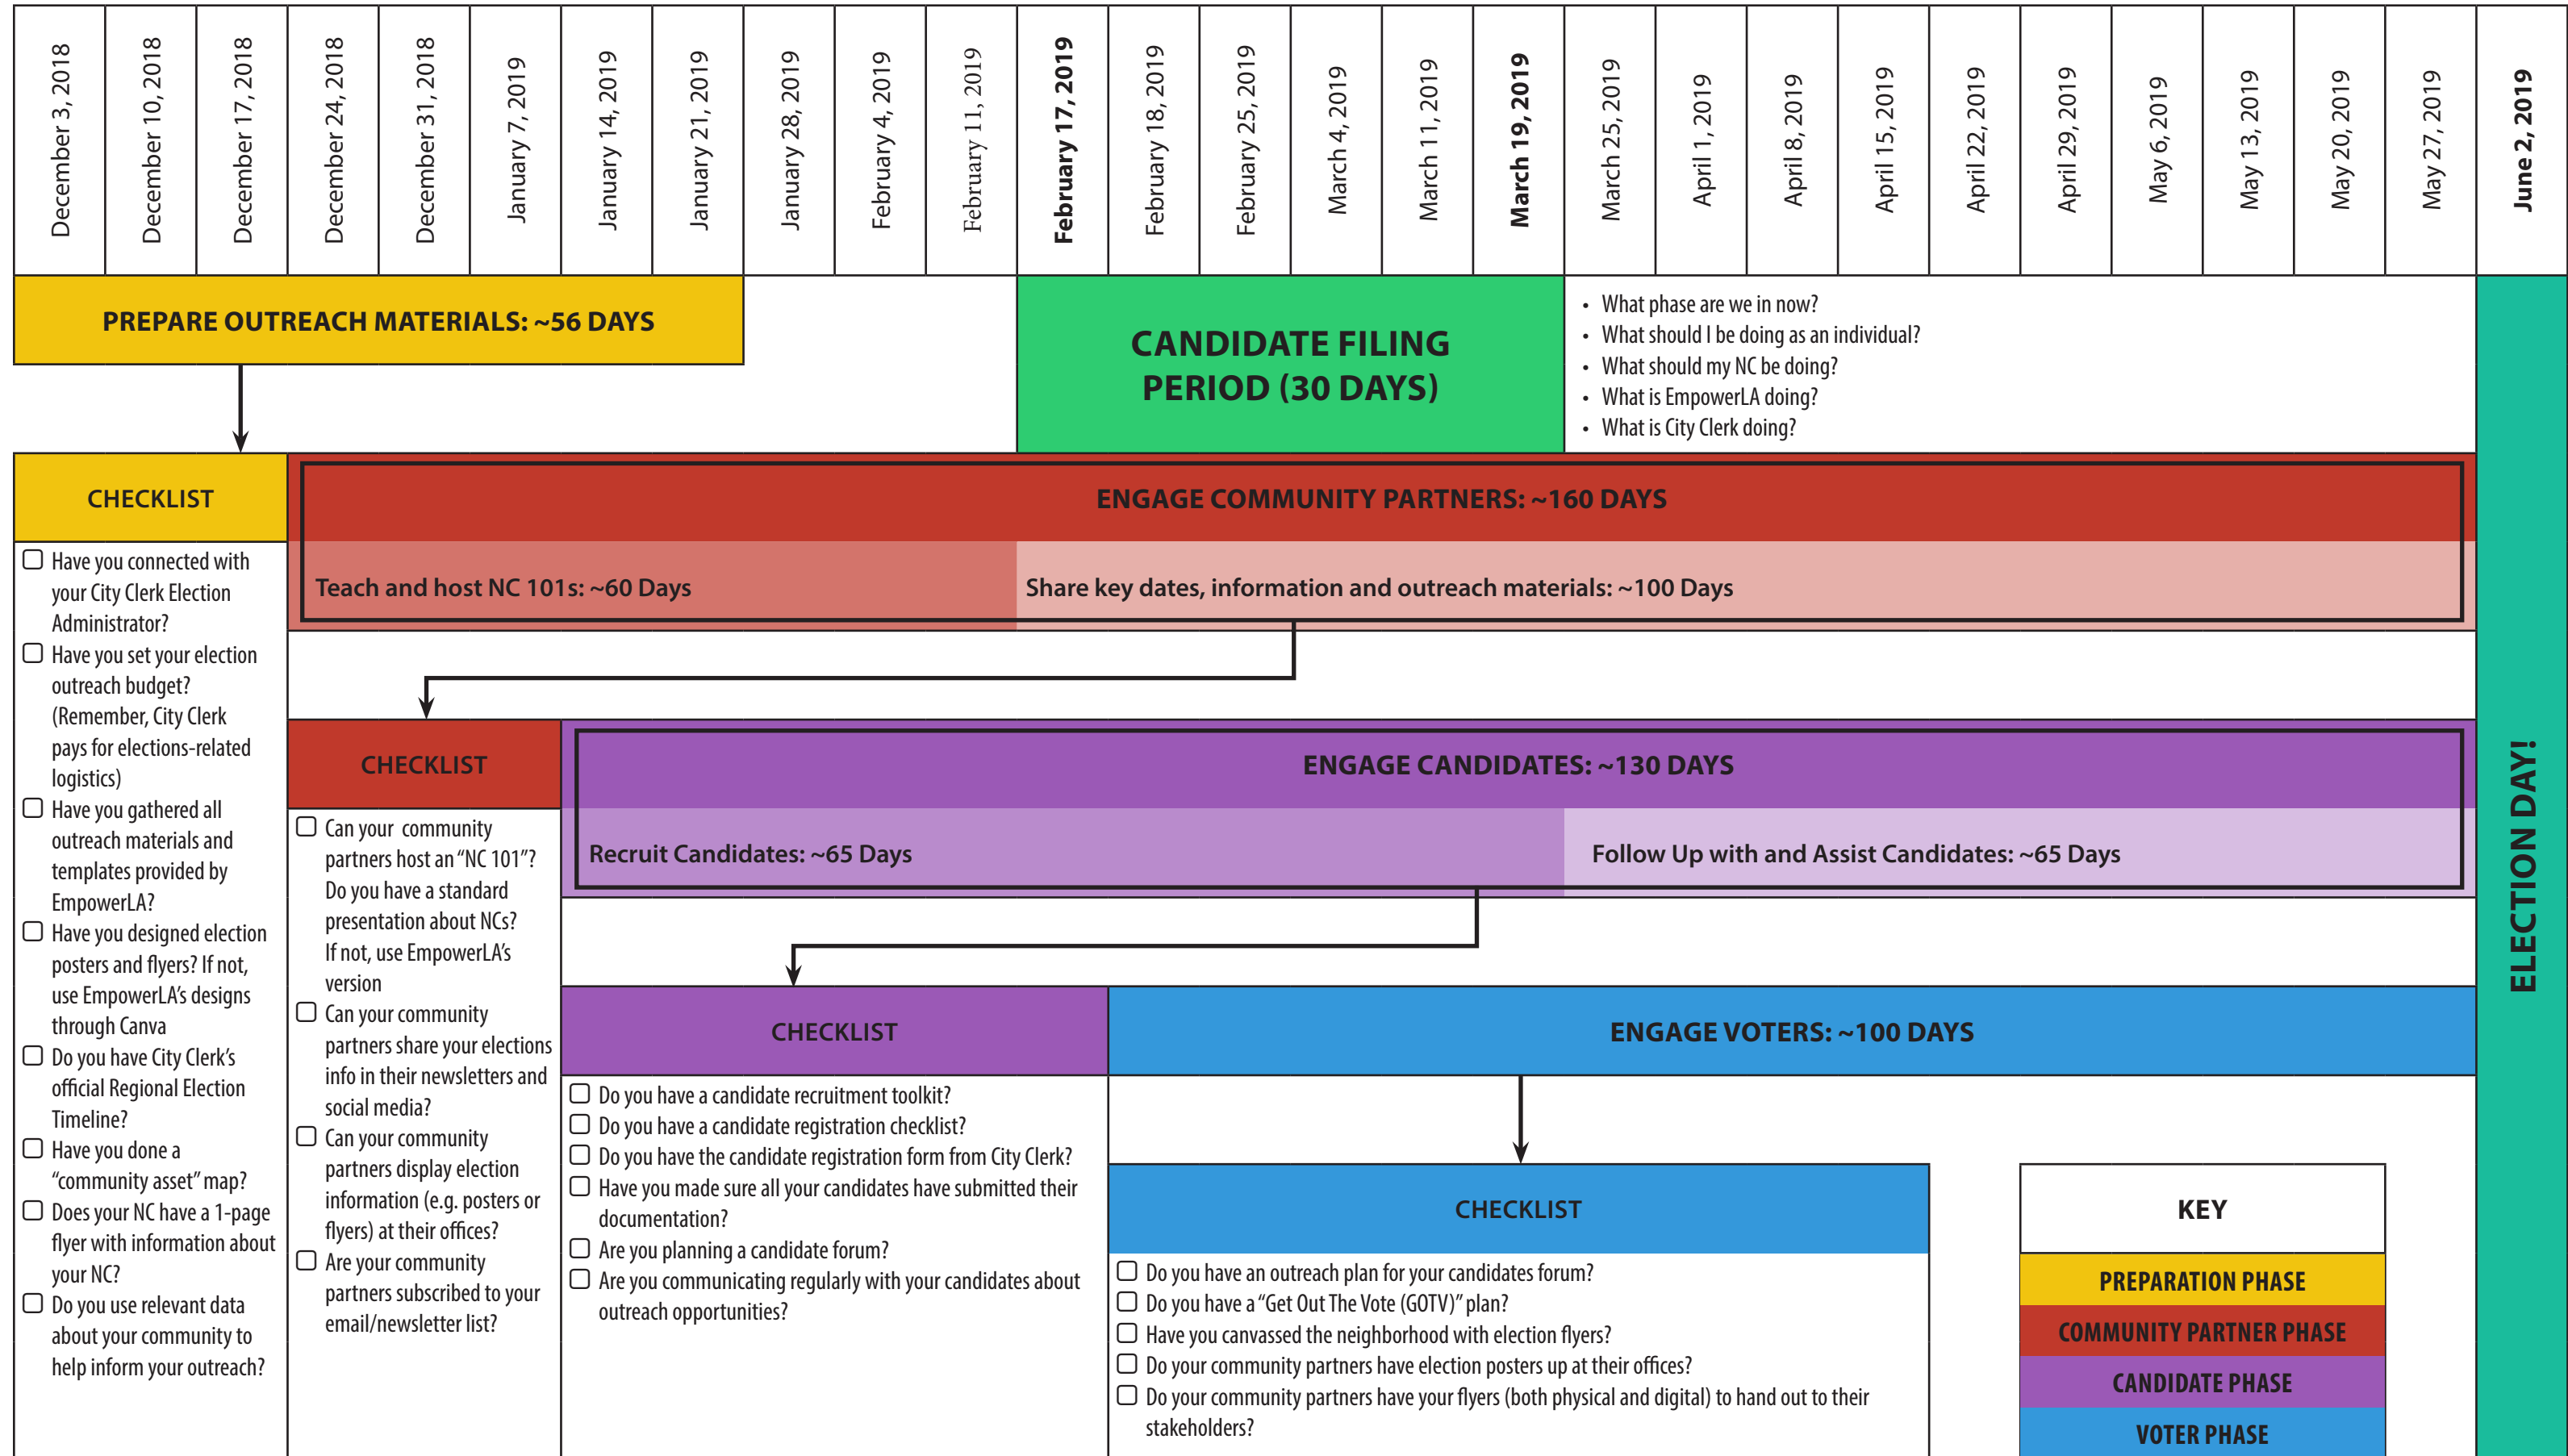 December 3, 2018
December 10, 2018
December 17, 2018
December 24, 2018
December 31, 2018
January 7, 2019
January 14, 2019
January 21, 2019
January 28, 2019
February 4, 2019
February 11, 2019
February 17, 2019
February 18, 2019
February 25, 2019
March 4, 2019
March 11, 2019
March 19, 2019
March 25, 2019
April 1, 2019
April 8, 2019
April 15, 2019
April 22, 2019
April 29, 2019
May 6, 2019
May 13, 2019
May 20, 2019
May 27, 2019
June 2, 2019
PREPARE OUTREACH MATERIALS: ~56 DAYS
CANDIDATE FILING
PERIOD (30 DAYS)
• What phase are we in now?
• What should I be doing as an individual?
• What should my NC be doing?
• What is EmpowerLA doing?
• What is City Clerk doing?
CHECKLIST
Have you connected with
your City Clerk Election
Administrator?
Have you set your election
outreach budget?
(Remember, City Clerk
pays for elections-related
logistics)
Have you gathered all
outreach materials and
templates provided by
EmpowerLA?
Have you designed election
posters and flyers? If not,
use EmpowerLA's designs
through Canva
Do you have City Clerk's
official Regional Election
Timeline?
Have you done a
"community asset" map?
Does your NC have a 1-page
flyer with information about
your NC?
Do you use relevant data
about your community to
help inform your outreach?
ENGAGE COMMUNITY PARTNERS: ~160 DAYS
Teach and host NC 101s: ~60 Days
Share key dates, information and outreach materials: ~100 Days
CHECKLIST
Can your community
partners host an "NC 101"?
Do you have a standard
presentation about NCs?
If not, use EmpowerLA's
version
Can your community
partners share your elections
info in their newsletters and
social media?
Can your community
partners display election
information (e.g. posters or
flyers) at their offices?
Are your community
partners subscribed to your
email/newsletter list?
ENGAGE CANDIDATES: ~130 DAYS
Recruit Candidates: ~65 Days
Follow Up with and Assist Candidates: ~65 Days
CHECKLIST
Do you have a candidate recruitment toolkit?
Do you have a candidate registration checklist?
Do you have the candidate registration form from City Clerk?
Have you made sure all your candidates have submitted their
documentation?
Are you planning a candidate forum?
Are you communicating regularly with your candidates about
outreach opportunities?
ENGAGE VOTERS: ~100 DAYS
CHECKLIST
Do you have an outreach plan for your candidates forum?
Do you have a "Get Out The Vote (GOTV)" plan?
Have you canvassed the neighborhood with election flyers?
Do your community partners have election posters up at their offices?
Do your community partners have your flyers (both physical and digital) to hand out to their
stakeholders?
KEY
PREPARATION PHASE
COMMUNITY PARTNER PHASE
CANDIDATE PHASE
VOTER PHASE
ELECTION DAY!